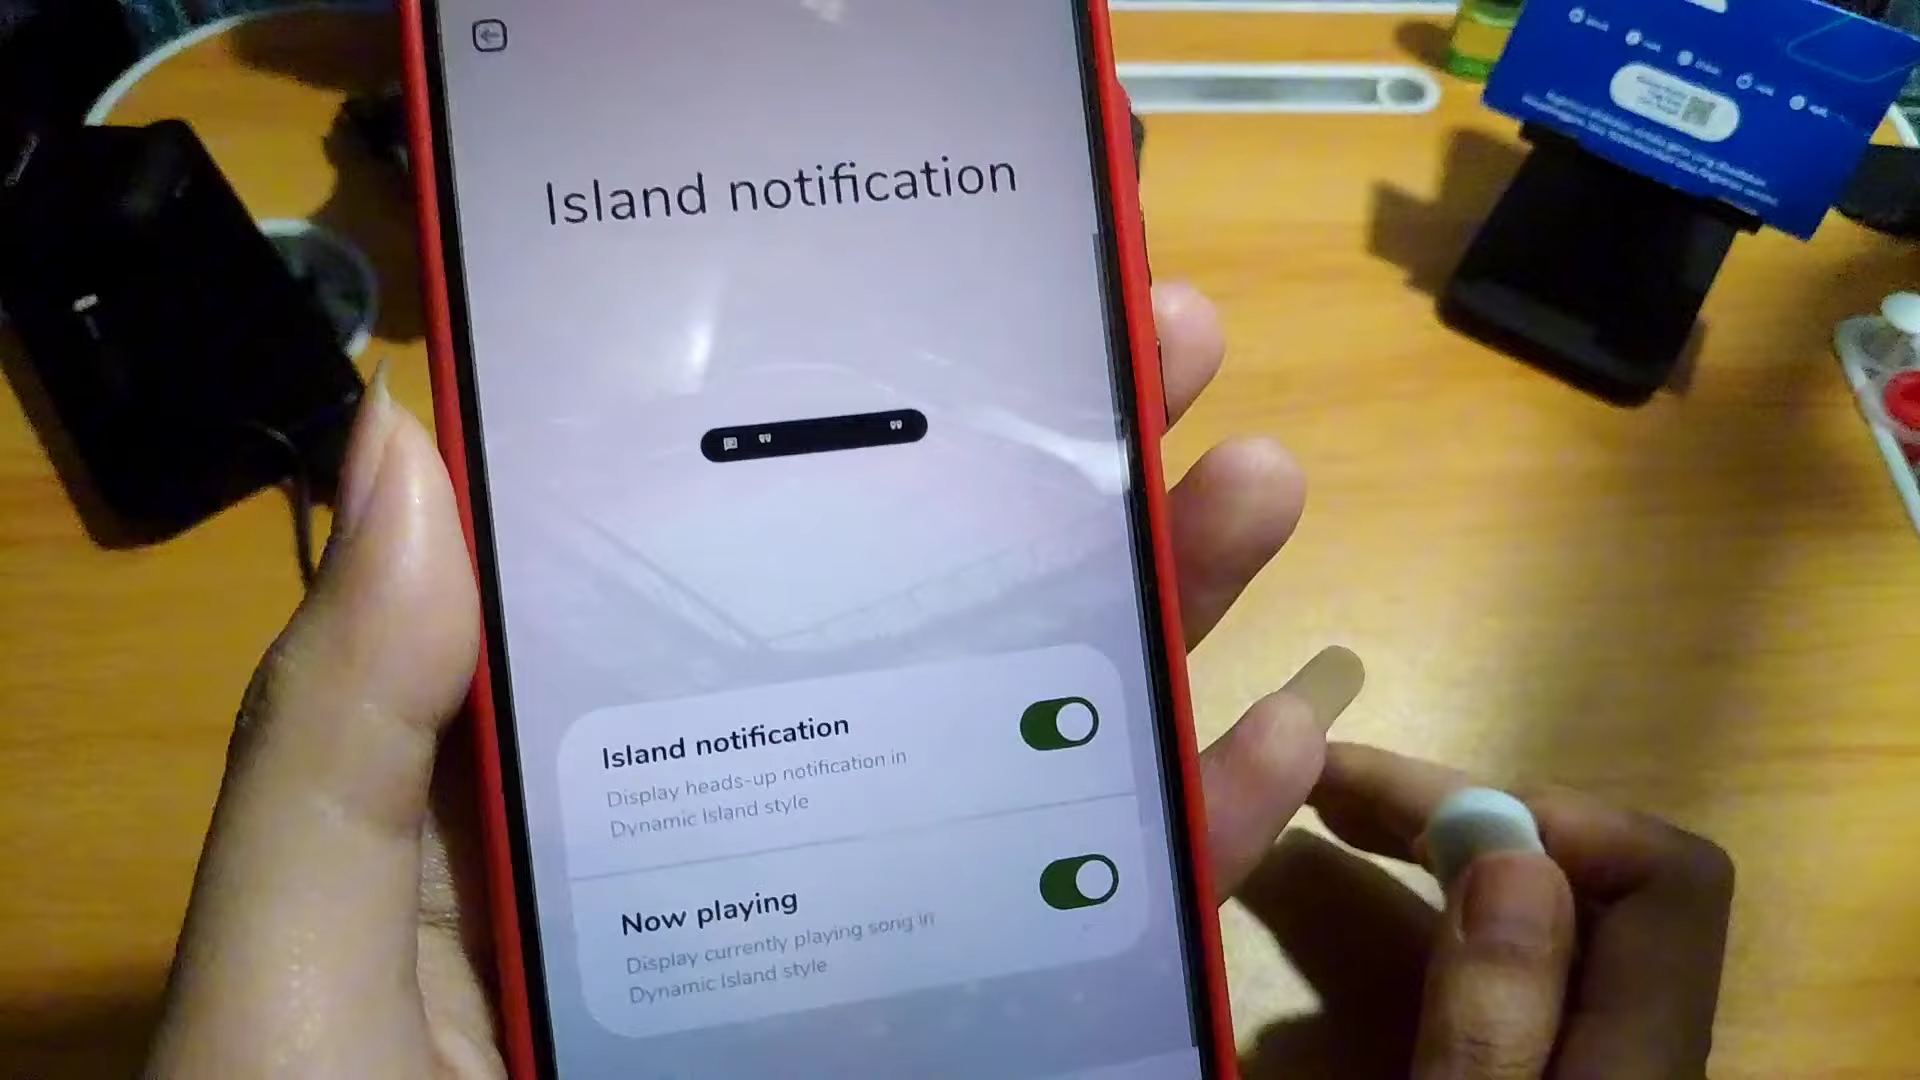 Island notification
Island notification
Display heads-up notification in
Dynamic Island style
Now playing
Display currently playing song in
Dynamic Island style